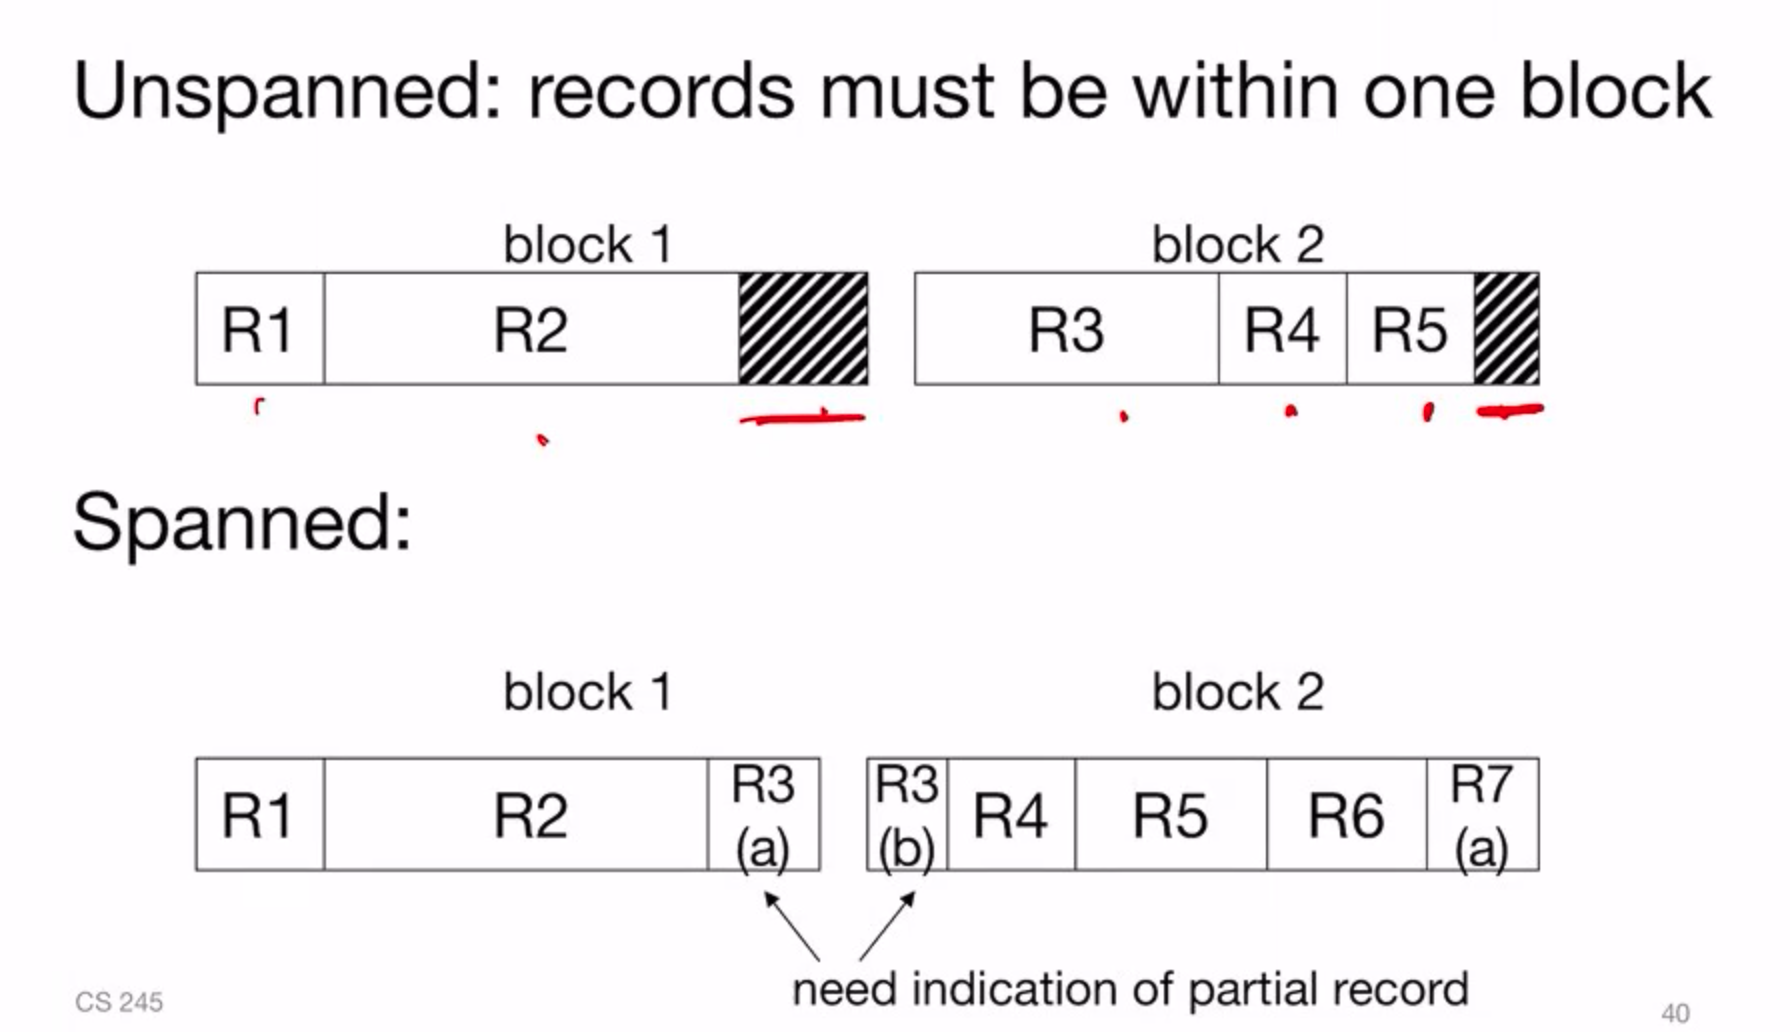 Unspanned: records must be within one block
block 1 block 2
R1 R2 R3 R4 R5
Spanned:
block 1 block 2
R1 R2 R3 (a) R3 (b) R4 R5 R6 R7 (a)
need indication of partial record
CS 245 40